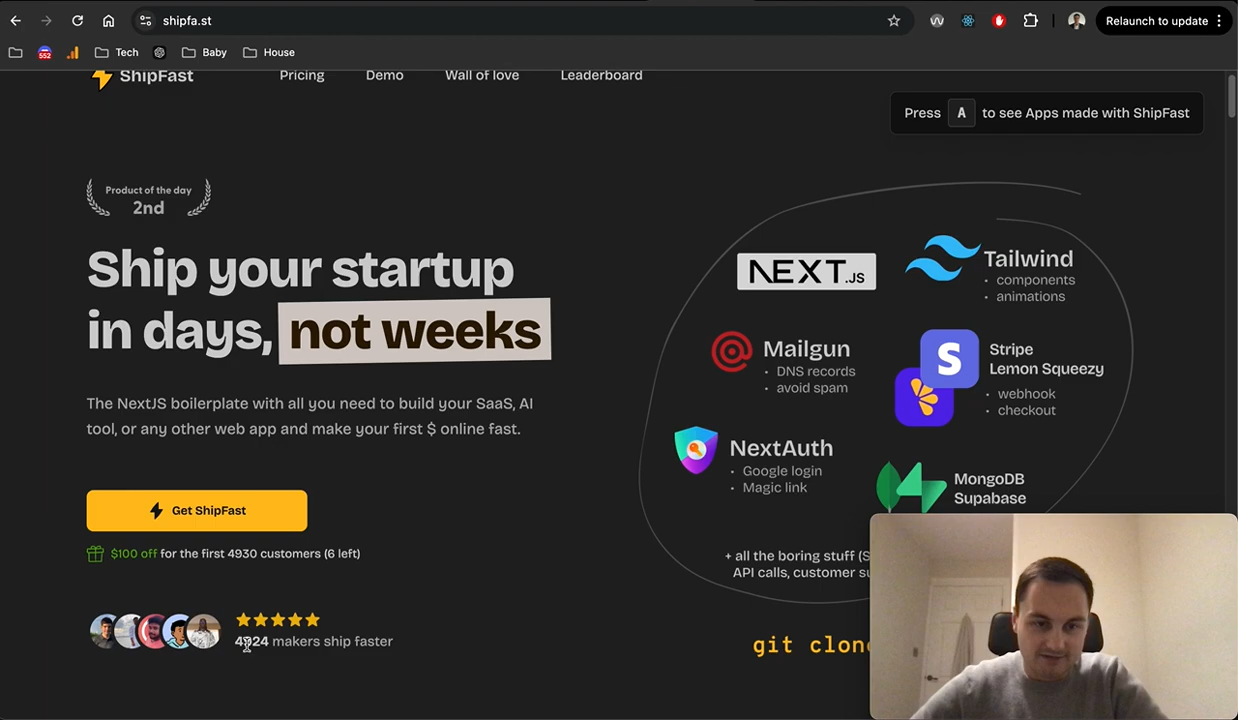 shipfa.st
Relaunch to update
552
Tech
Baby
House
ShipFast
Pricing
Demo
Wall of love
Leaderboard
Press A to see Apps made with ShipFast
Product of the day
2nd
Ship your startup
in days, not weeks
The NextJS boilerplate with all you need to build your SaaS, AI
tool, or any other web app and make your first $ online fast.
Get ShipFast
$100 off for the first 4930 customers (6 left)
4924 makers ship faster
NEXT.JS
Tailwind
• components
• animations
Mailgun
• DNS records
• avoid spam
S
Stripe
Lemon Squeezy
• webhook
• checkout
NextAuth
• Google login
• Magic link
MongoDB
Supabase
+ all the boring stuff (S
API calls, customer su
git clon